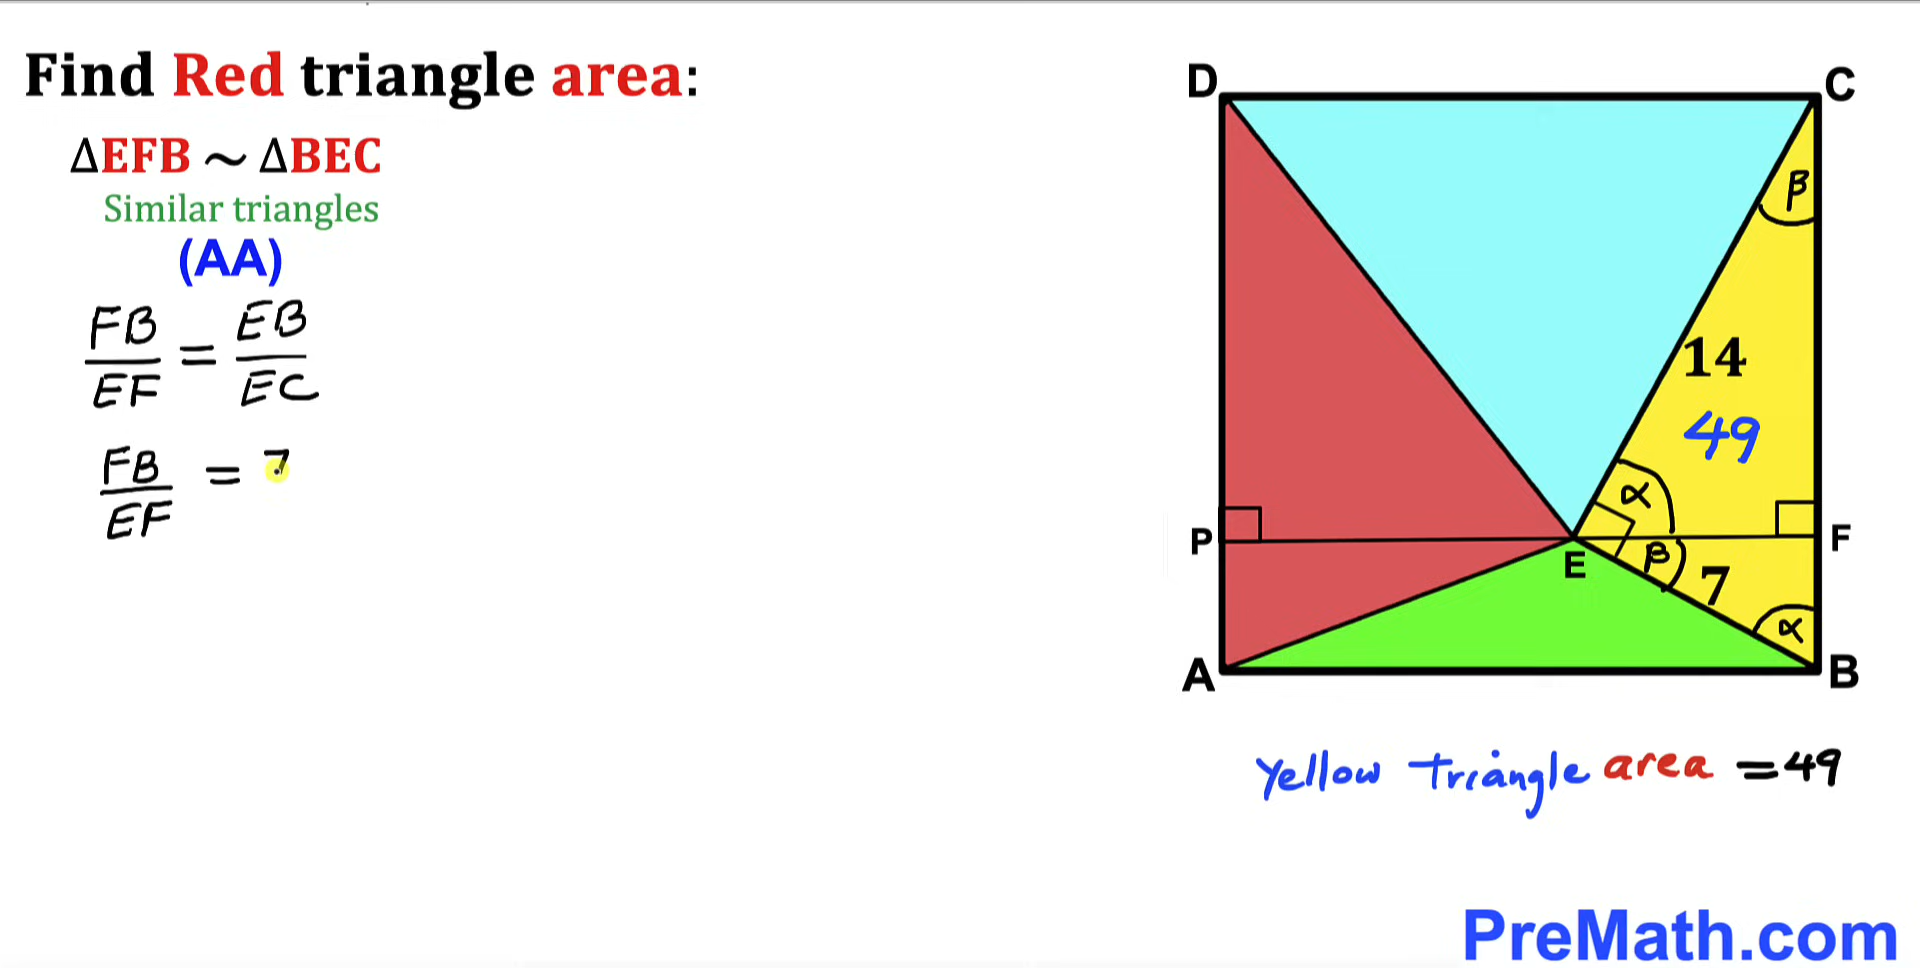 Find Red triangle area:
ΔEFB ~ ΔBEC
Similar triangles
(AA)
FB/EF = EB/EC
FB/EF = 7
D
C
β
14
49
α
P
E
β
7
F
α
A
B
Yellow Triangle area = 49
PreMath.com